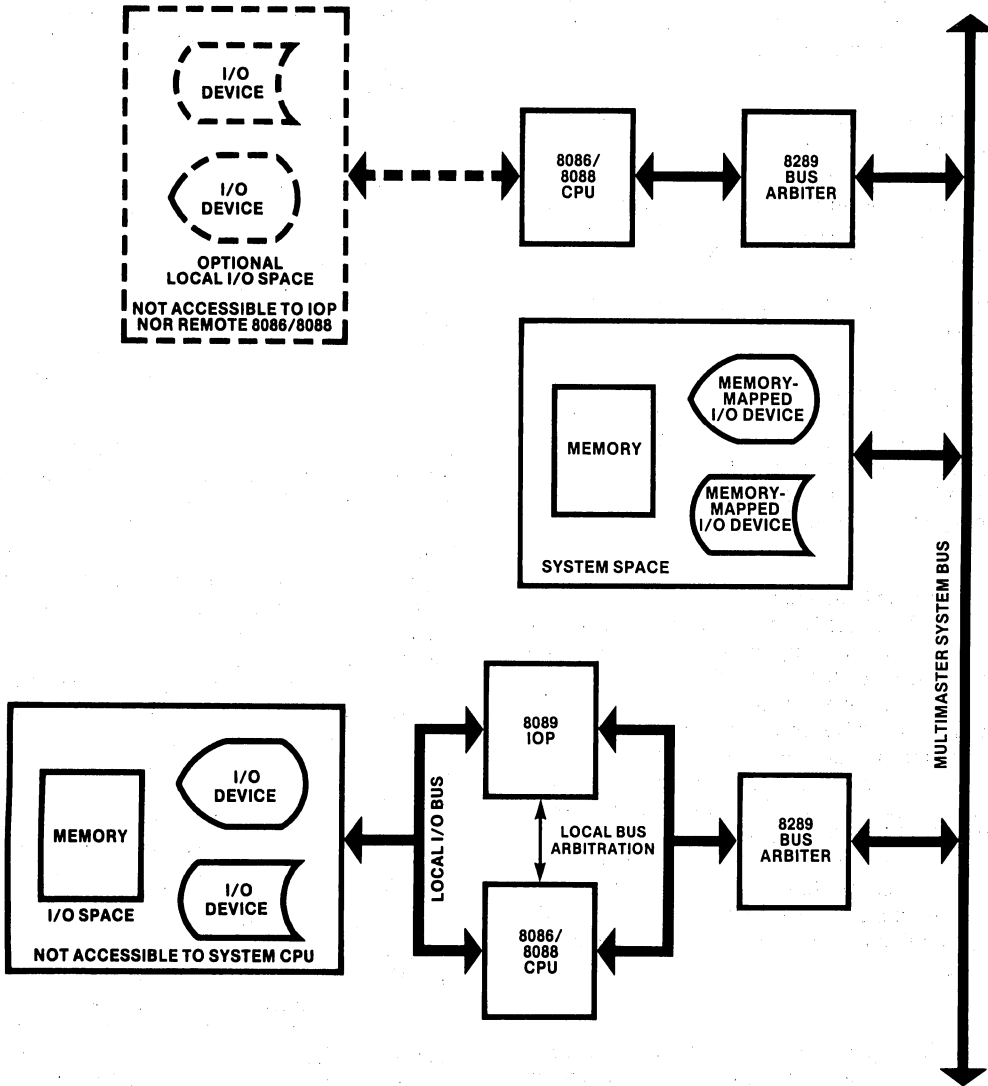 I/O
DEVICE
I/O
DEVICE
OPTIONAL
LOCAL I/O SPACE
NOT ACCESSIBLE TO IOP
NOR REMOTE 8086/8088
8086/
8088
CPU
8289
BUS
ARBITER
MEMORY
MEMORY-
MAPPED
I/O DEVICE
MEMORY-
MAPPED
I/O DEVICE
SYSTEM SPACE
MULTIMASTER SYSTEM BUS
8089
IOP
LOCAL BUS
ARBITRATION
8086/
8088
CPU
LOCAL I/O BUS
8289
BUS
ARBITER
MEMORY
I/O SPACE
I/O
DEVICE
I/O
DEVICE
NOT ACCESSIBLE TO SYSTEM CPU